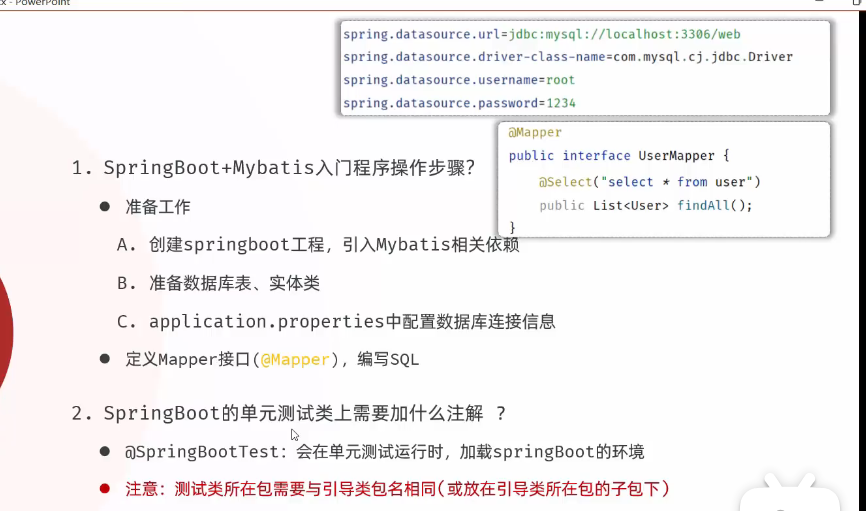 PowerPoint
spring.datasource.url=jdbc:mysql://localhost:3306/web
spring.datasource.driver-class-name=com.mysql.cj.jdbc.Driver
spring.datasource.username=root
spring.datasource.password=1234
@Mapper
public interface UserMapper {
@Select("select * from user")
public List<User> findAll();
}
1. SpringBoot+Mybatis入门程序操作步骤?
● 准备工作
A. 创建springboot工程，引入Mybatis相关依赖
B. 准备数据库表、实体类
C. application.properties中配置数据库连接信息
● 定义Mapper接口(@Mapper)，编写SQL
2. SpringBoot的单元测试类上需要加什么注解 ?
● @SpringBootTest：会在单元测试运行时，加载springBoot的环境
● 注意：测试类所在包需要与引导类包名相同(或放在引导类所在包的子包下)